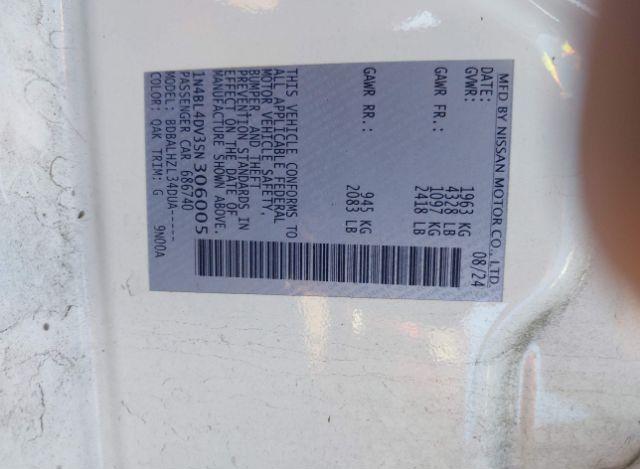 MFD BY NISSAN MOTOR CO., LTD.
DATE: 08/24
GVWR: 1963 KG
4328 LB
GAWR FR.: 1097 KG
2418 LB
GAWR RR.: 945 KG
2083 LB
THIS VEHICLE CONFORMS TO
ALL APPLICABLE FEDERAL
MOTOR VEHICLE SAFETY,
BUMPER AND THEFT
PREVENTION STANDARDS IN
EFFECT ON THE DATE OF
MANUFACTURE SHOWN ABOVE.
1N4BL4DV3SN306005
PASSENGER CAR 686740
MODEL: BDBALHZL34DUA-----
COLOR: QAK TRIM: G 9N00A